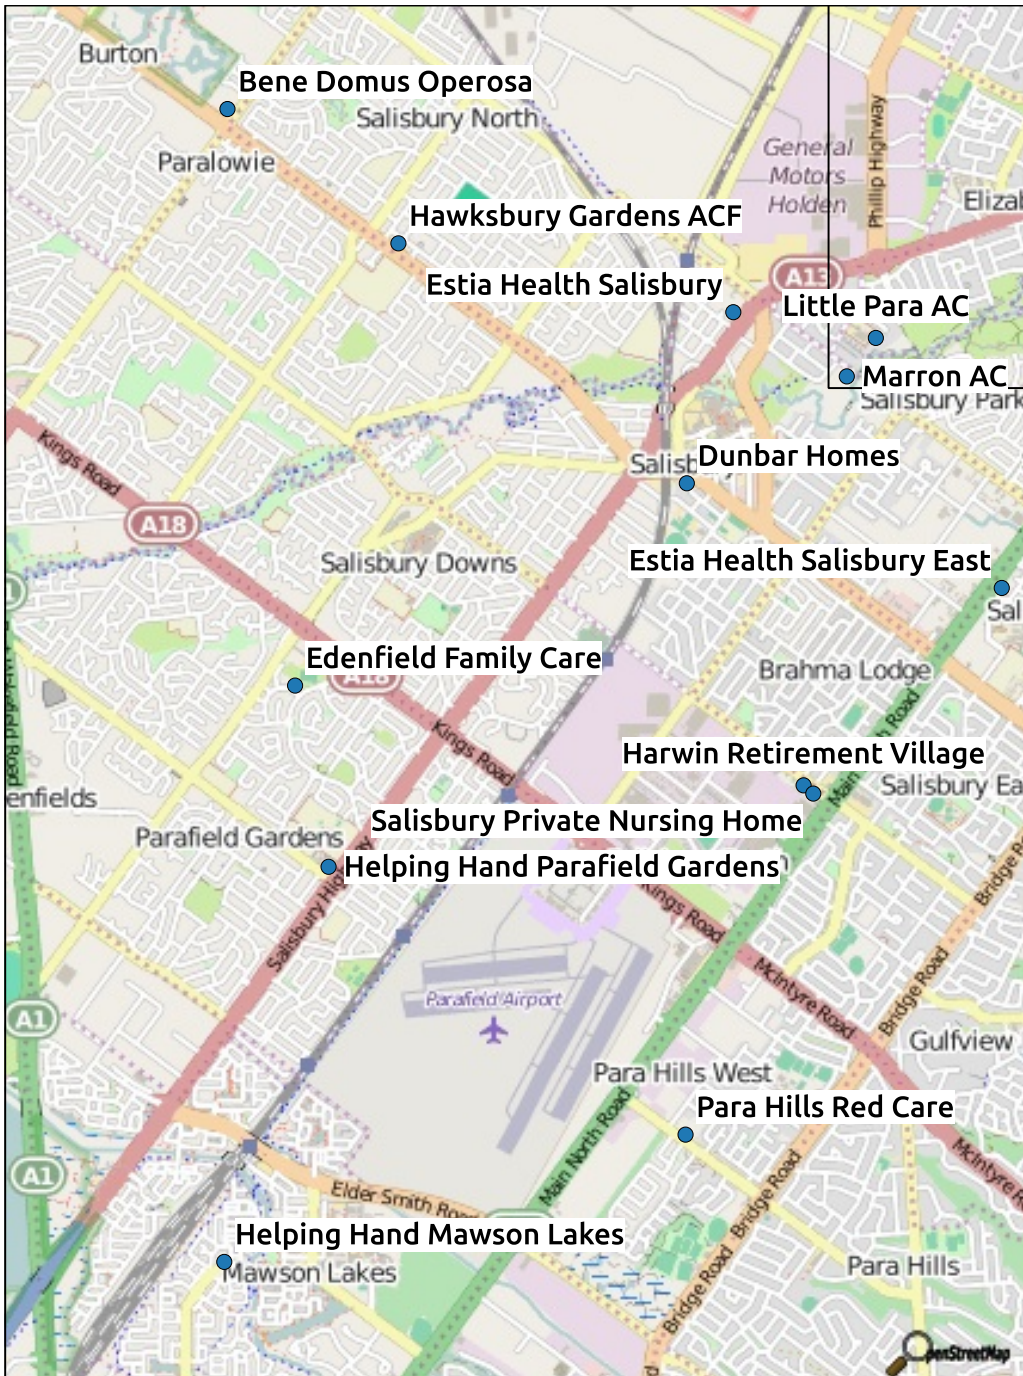 Burton
Bene Domus Operosa
Salisbury North
Paralowie
General
Motors
Holden
Phillip Highway
Elizab
Hawksbury Gardens ACF
Estia Health Salisbury
A13
Little Para AC
Marron AC
Salisbury Park
Kings Road
Dunbar Homes
Salisbury
A18
Salisbury Downs
Estia Health Salisbury East
Sal
Edenfield Family Care
A18
Brahma Lodge
Kings Road
Harwin Retirement Village
Main
Road
Salisbury Ea
enfields
Salisbury Private Nursing Home
Parafield Gardens
Helping Hand Parafield Gardens
Bridge R
Kings Road
Salisbury Highway
McIntyre Road
Bridge Road
Parafield Airport
A1
Gulfview
Para Hills West
Para Hills Red Care
Main North Road
McIntyre R
A1
Elder Smith Road
Bridge Road
Helping Hand Mawson Lakes
Mawson Lakes
Para Hills
Bridge Road
OpenStreetMap